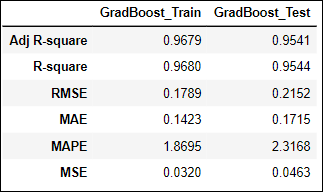 GradBoost_Train GradBoost_Test
Adj R-square 0.9679 0.9541
R-square 0.9680 0.9544
RMSE 0.1789 0.2152
MAE 0.1423 0.1715
MAPE 1.8695 2.3168
MSE 0.0320 0.0463